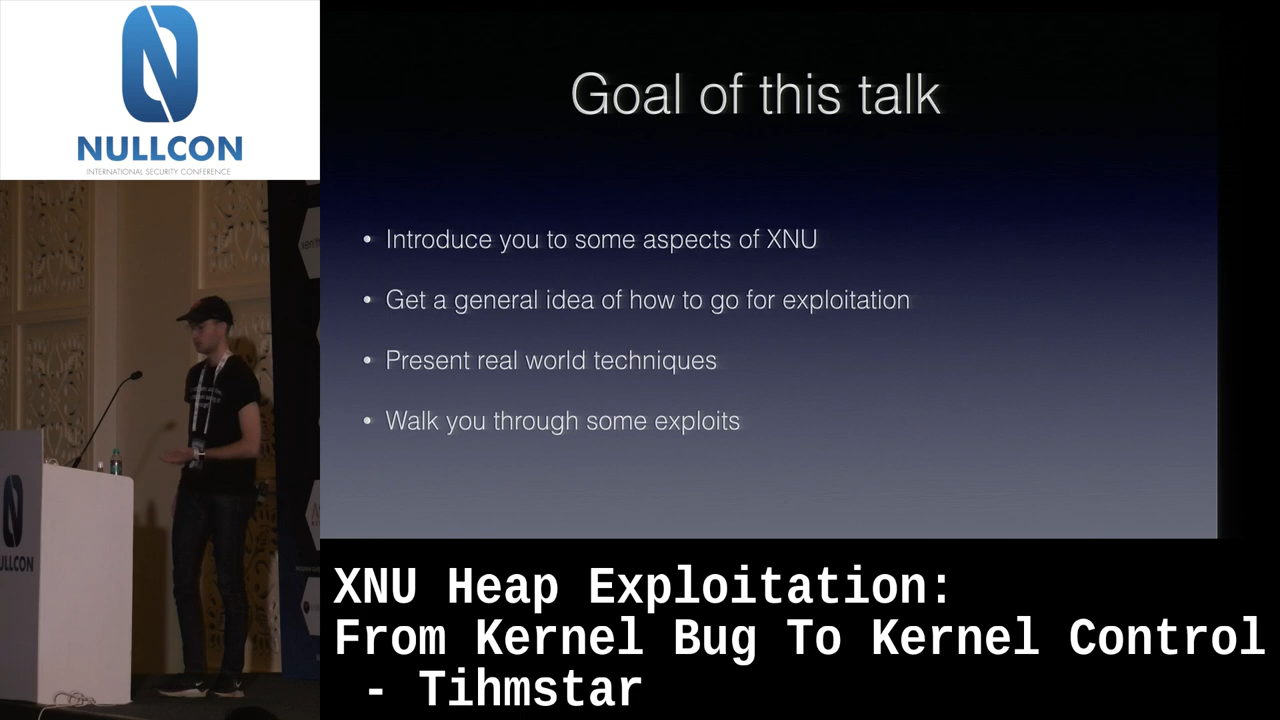 NULLCON
INTERNATIONAL SECURITY CONFERENCE
Goal of this talk
• Introduce you to some aspects of XNU
• Get a general idea of how to go for exploitation
• Present real world techniques
• Walk you through some exploits
ULLCON
XNU Heap Exploitation:
From Kernel Bug To Kernel Control
- Tihmstar